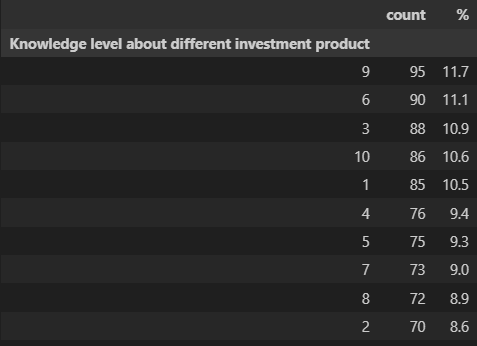 count %
Knowledge level about different investment product
9 95 11.7
6 90 11.1
3 88 10.9
10 86 10.6
1 85 10.5
4 76 9.4
5 75 9.3
7 73 9.0
8 72 8.9
2 70 8.6